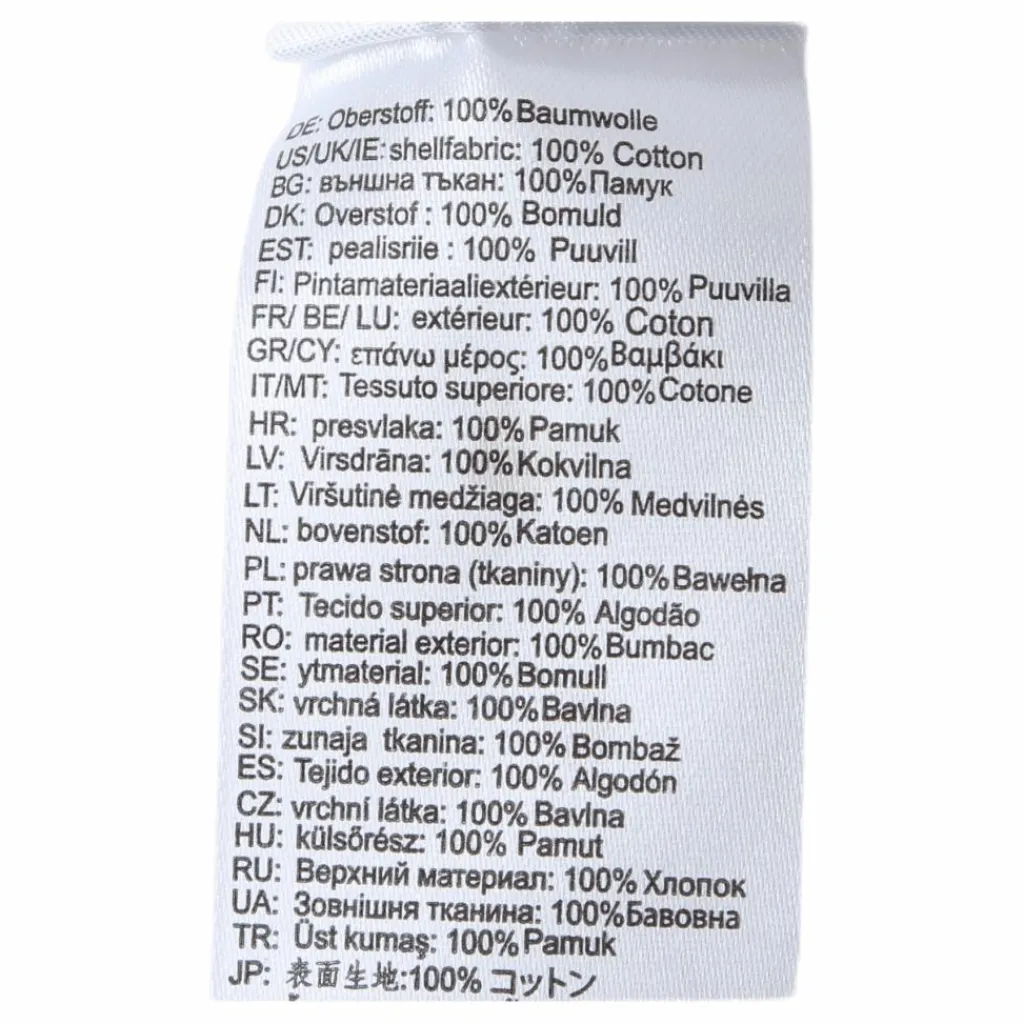 DE: Oberstoff: 100% Baumwolle
US/UK/IE: shellfabric: 100% Cotton
BG: външна тъкан: 100% Памук
DK: Overstof : 100% Bomuld
EST: pealisriie : 100% Puuvill
FI: Pintamateriaaliextérieur: 100% Puuvilla
FR/ BE/ LU: extérieur: 100% Coton
GR/CY: επάνω μέρος: 100% Βαμβάκι
IT/MT: Tessuto superiore: 100% Cotone
HR: presvlaka: 100% Pamuk
LV: Virsdrāna: 100% Kokvilna
LT: Viršutinė medžiaga: 100% Medvilnės
NL: bovenstof: 100% Katoen
PL: prawa strona (tkaniny): 100% Bawełna
PT: Tecido superior: 100% Algodão
RO: material exterior: 100% Bumbac
SE: ytmaterial: 100% Bomull
SK: vrchná látka: 100% Bavlna
SI: zunaja tkanina: 100% Bombaž
ES: Tejido exterior: 100% Algodón
CZ: vrchní látka: 100% Bavlna
HU: külsőrész: 100% Pamut
RU: Верхний материал: 100% Хлопок
UA: Зовнішня тканина: 100% Бавовна
TR: Üst kumaş: 100% Pamuk
JP: 表面生地:100% コットン